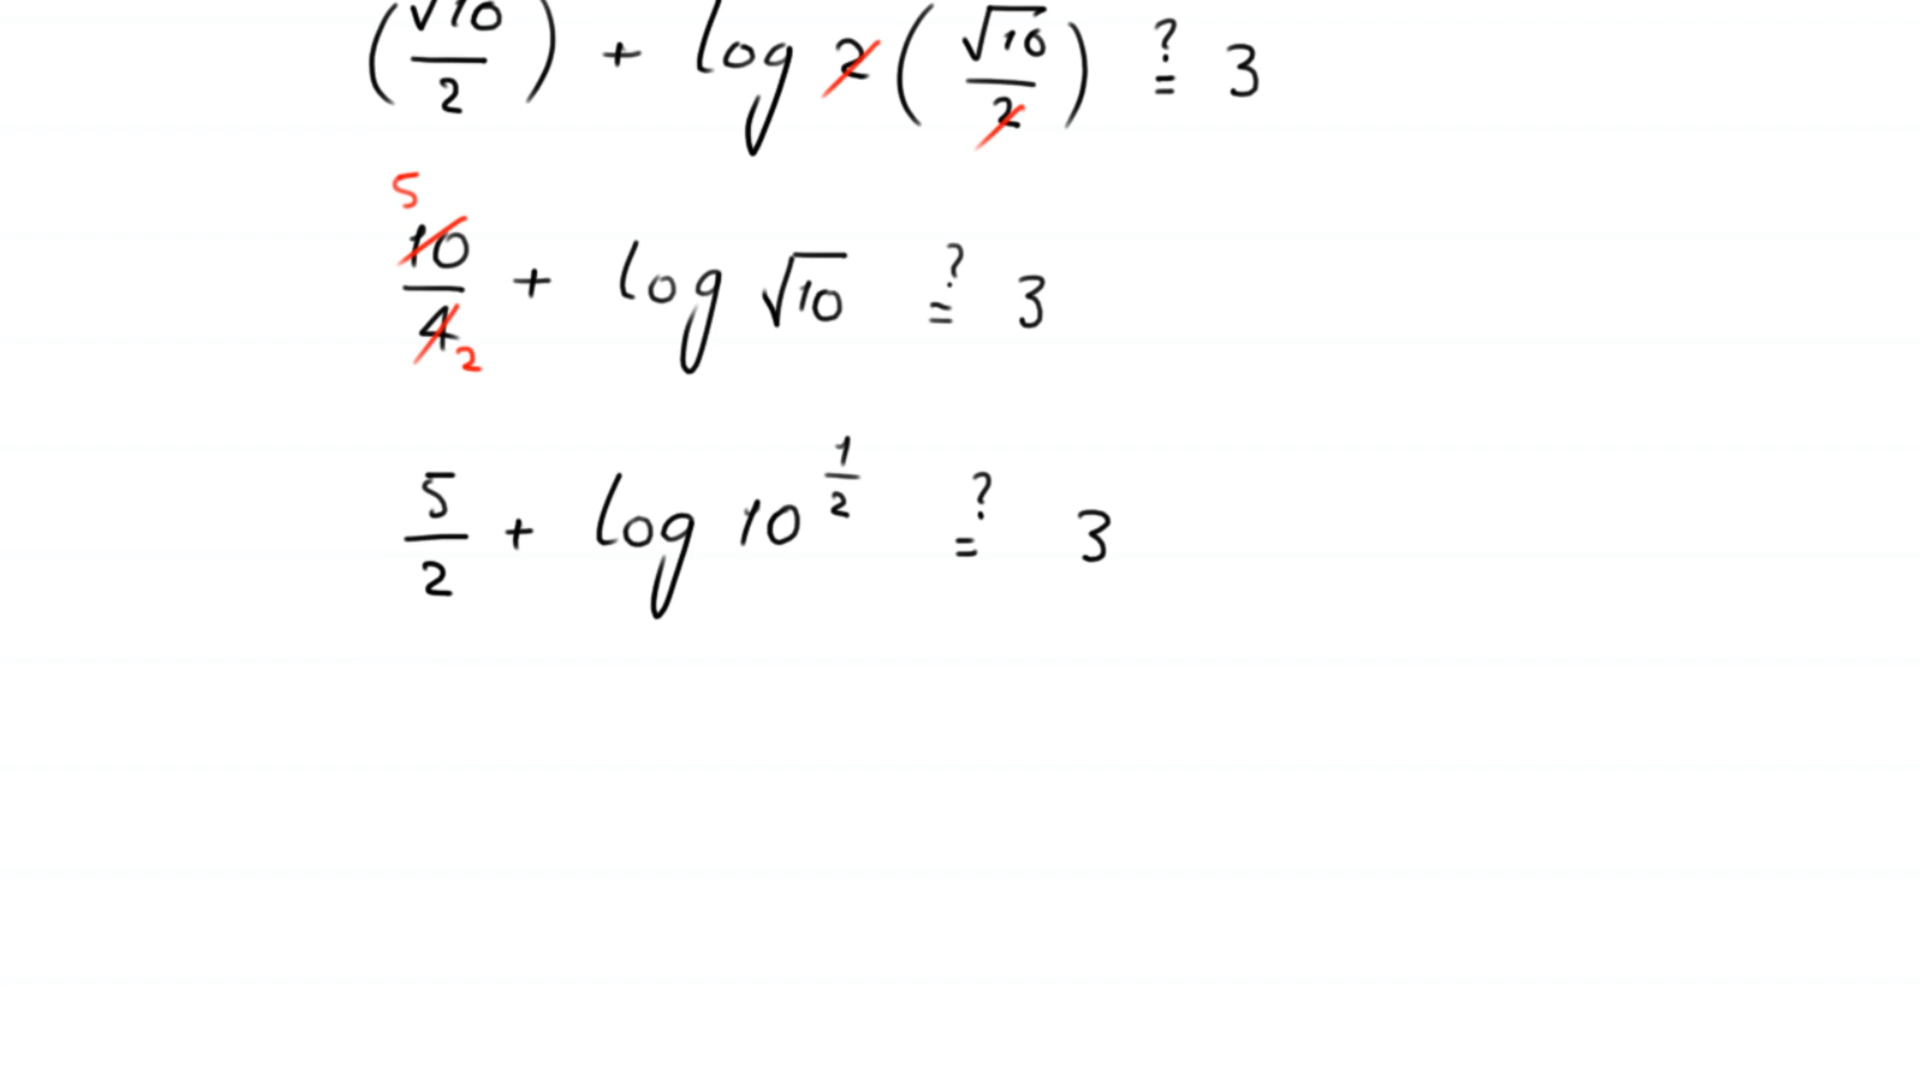 (√10/2) + log 2(√10/2) ?= 3
5
10/4 + log √10 ?= 3
2
5/2 + log 10^(1/2) ?= 3